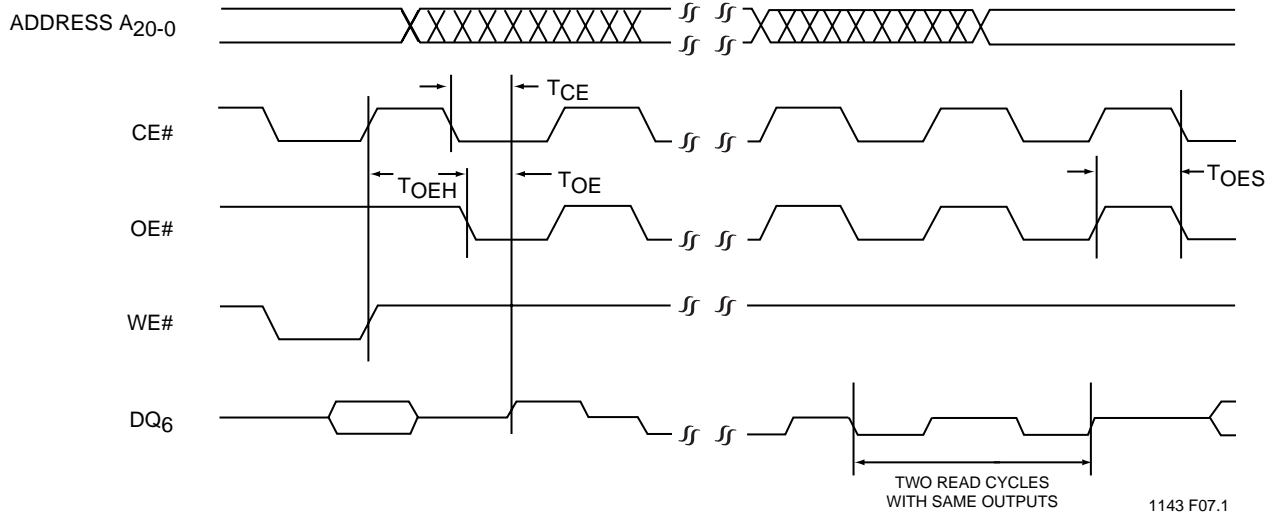 ADDRESS A20-0
TCE
CE#
TOEH
TOE
TOES
OE#
WE#
DQ6
TWO READ CYCLES
WITH SAME OUTPUTS
1143 F07.1